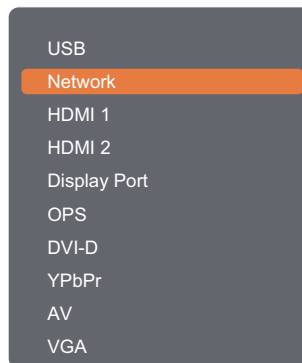 USB
Network
HDMI 1
HDMI 2
Display Port
OPS
DVI-D
YPbPr
AV
VGA